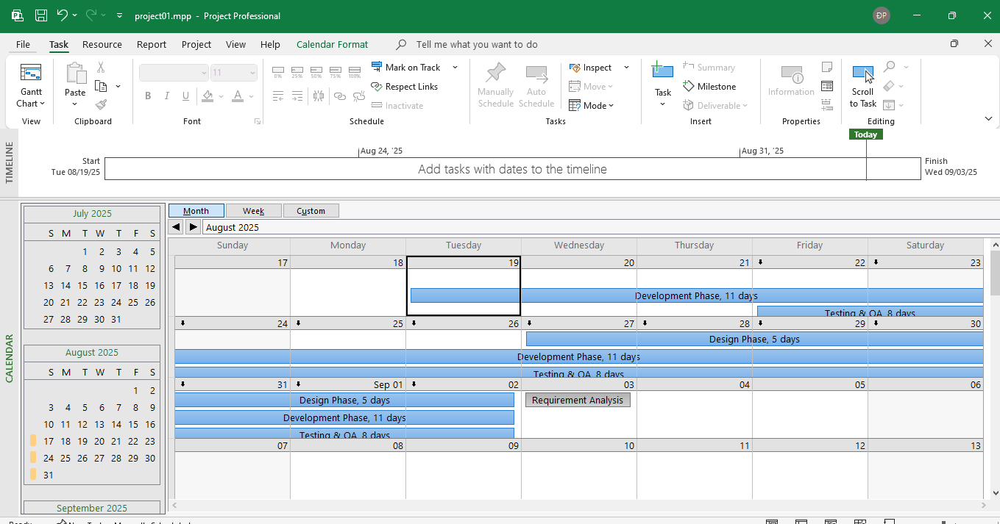 project01.mpp - Project Professional
ĐP
File Task Resource Report Project View Help Calendar Format Tell me what you want to do
Gantt Chart
View
Paste
Clipboard
11
B I U A
Font
0% 25% 50% 75% 100%
Mark on Track
Respect Links
Inactivate
Schedule
Manually Schedule
Auto Schedule
Inspect
Move
Mode
Tasks
Task
Summary
Milestone
Deliverable
Insert
Information
Properties
Scroll to Task
Editing
TIMELINE
Today
Aug 24, '25 Aug 31, '25
Start
Tue 08/19/25
Add tasks with dates to the timeline
Finish
Wed 09/03/25
CALENDAR
July 2025
S M T W T F S
1 2 3 4 5
6 7 8 9 10 11 12
13 14 15 16 17 18 19
20 21 22 23 24 25 26
27 28 29 30 31
August 2025
S M T W T F S
1 2
3 4 5 6 7 8 9
10 11 12 13 14 15 16
17 18 19 20 21 22 23
24 25 26 27 28 29 30
31
September 2025
Month Week Custom
August 2025
Sunday Monday Tuesday Wednesday Thursday Friday Saturday
17 18 19 20 21 22 23
Development Phase, 11 days
Testing & QA, 8 days
24 25 26 27 28 29 30
Design Phase, 5 days
Development Phase, 11 days
Testing & QA, 8 days
31 Sep 01 02 03 04 05 06
Design Phase, 5 days
Requirement Analysis
Development Phase, 11 days
Testing & QA, 8 days
07 08 09 10 11 12 13